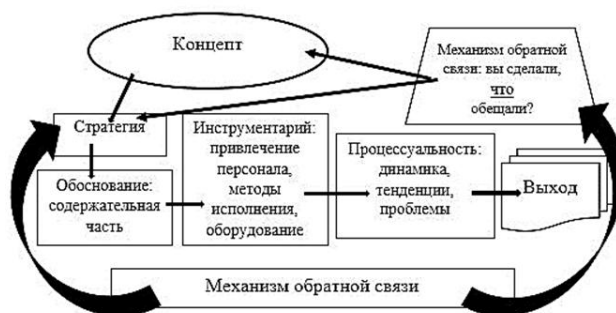 Концепт
Механизм обратной
связи: вы сделали,
что
обещали?
Стратегия
Инструментарий:
привлечение
персонала,
методы
исполнения,
оборудование
Процессуальность:
динамика,
тенденции,
проблемы
Обоснование:
содержательная
часть
Выход
Механизм обратной связи